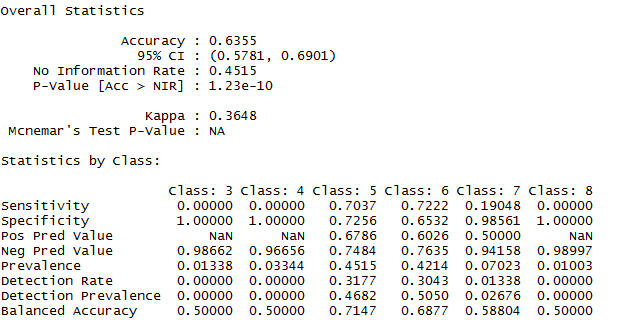 Overall Statistics
Accuracy : 0.6355
95% CI : (0.5781, 0.6901)
No Information Rate : 0.4515
P-Value [Acc > NIR] : 1.23e-10
Kappa : 0.3648
Mcnemar's Test P-Value : NA
Statistics by Class:
Class: 3 Class: 4 Class: 5 Class: 6 Class: 7 Class: 8
Sensitivity 0.00000 0.00000 0.7037 0.7222 0.19048 0.00000
Specificity 1.00000 1.00000 0.7256 0.6532 0.98561 1.00000
Pos Pred Value NaN NaN 0.6786 0.6026 0.50000 NaN
Neg Pred Value 0.98662 0.96656 0.7484 0.7635 0.94158 0.98997
Prevalence 0.01338 0.03344 0.4515 0.4214 0.07023 0.01003
Detection Rate 0.00000 0.00000 0.3177 0.3043 0.01338 0.00000
Detection Prevalence 0.00000 0.00000 0.4682 0.5050 0.02676 0.00000
Balanced Accuracy 0.50000 0.50000 0.7147 0.6877 0.58804 0.50000